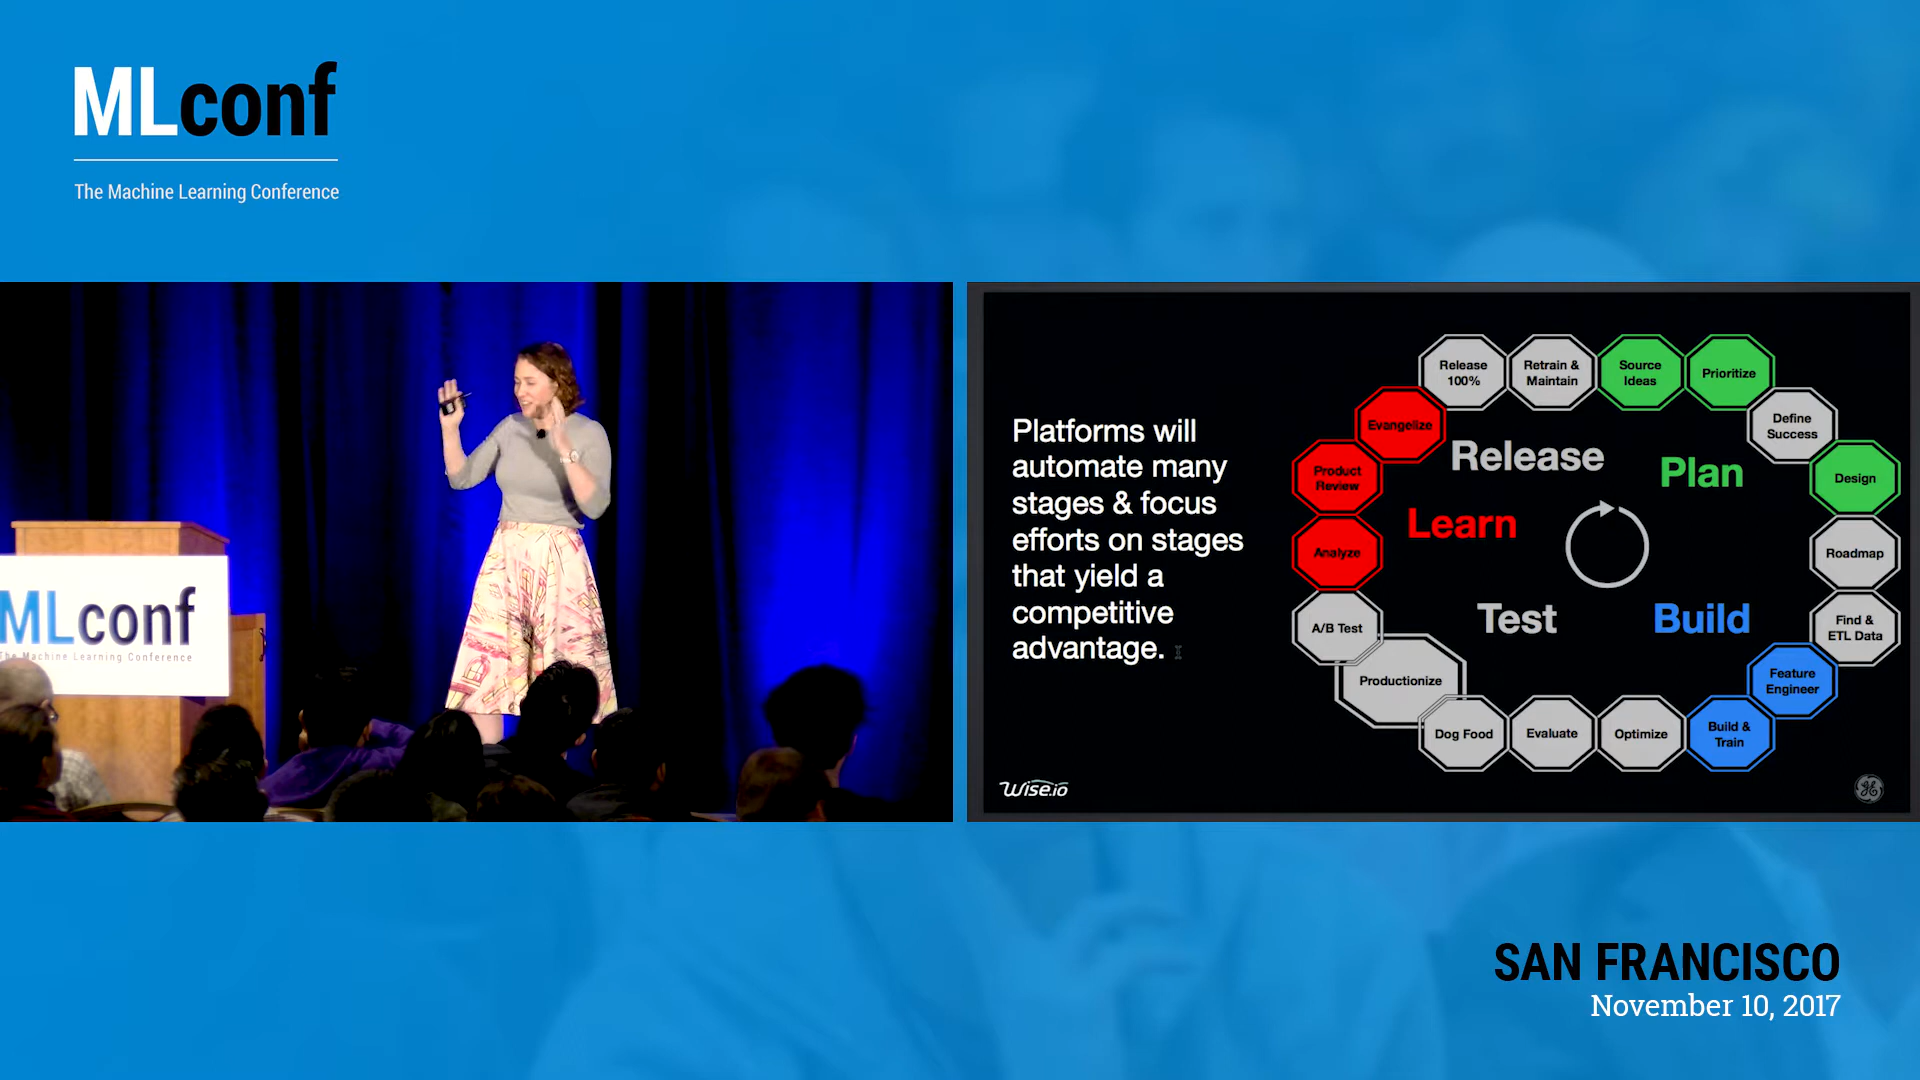 MLconf
The Machine Learning Conference
MLconf
The Machine Learning Conference
Platforms will
automate many
stages & focus
efforts on stages
that yield a
competitive
advantage.
Release
100%
Retrain &
Maintain
Source
Ideas
Prioritize
Define
Success
Design
Roadmap
Find &
ETL Data
Feature
Engineer
Build &
Train
Optimize
Evaluate
Dog Food
Productionize
A/B Test
Analyze
Product
Review
Evangelize
Release
Plan
Learn
Test
Build
Wise.io
GE
SAN FRANCISCO
November 10, 2017